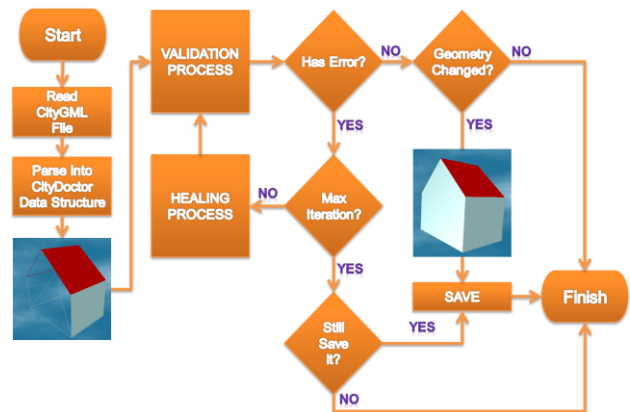 Start
Read
CityGML
File
Parse into
CityDoctor
Data Structure
VALIDATION
PROCESS
HEALING
PROCESS
Has Error?
NO
YES
Max
Iteration?
NO
YES
Still
Save
It?
YES
NO
Geometry
Changed?
NO
YES
SAVE
Finish